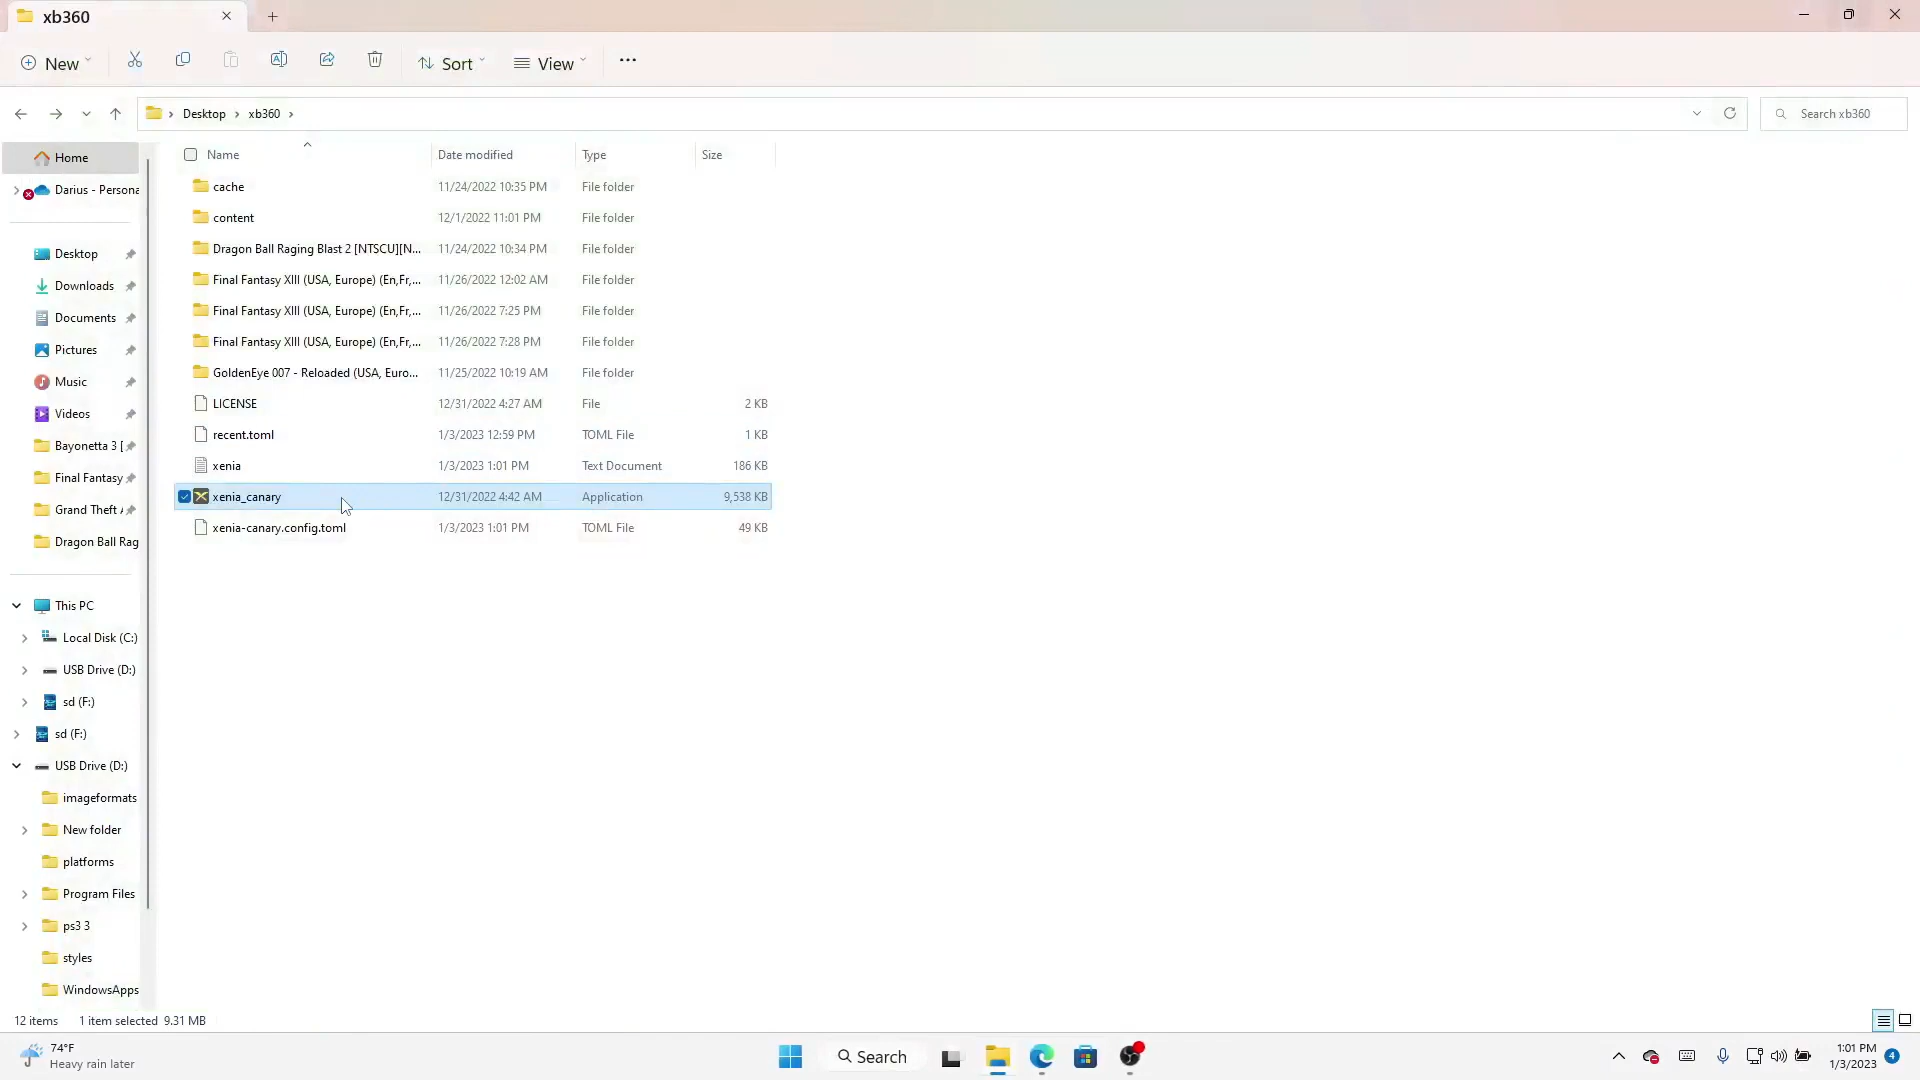 xb360
New
Sort
View
Desktop
xb360
Search xb360
Name
Date modified
Type
Size
cache 11/24/2022 10:35 PM File folder
content 12/1/2022 11:01 PM File folder
Dragon Ball Raging Blast 2 [NTSCU][N... 11/24/2022 10:34 PM File folder
Final Fantasy XIII (USA, Europe) (En,Fr,... 11/26/2022 12:02 AM File folder
Final Fantasy XIII (USA, Europe) (En,Fr,... 11/26/2022 7:25 PM File folder
Final Fantasy XIII (USA, Europe) (En,Fr,... 11/26/2022 7:28 PM File folder
GoldenEye 007 - Reloaded (USA, Euro... 11/25/2022 10:19 AM File folder
LICENSE 12/31/2022 4:27 AM File 2 KB
recent.toml 1/3/2023 12:59 PM TOML File 1 KB
xenia 1/3/2023 1:01 PM Text Document 186 KB
xenia_canary 12/31/2022 4:42 AM Application 9,538 KB
xenia-canary.config.toml 1/3/2023 1:01 PM TOML File 49 KB
Home
Darius - Persona
Desktop
Downloads
Documents
Pictures
Music
Videos
Bayonetta 3 [
Final Fantasy
Grand Theft A
Dragon Ball Rag
This PC
Local Disk (C:)
USB Drive (D:)
sd (F:)
sd (F:)
USB Drive (D:)
imageformats
New folder
platforms
Program Files
ps3 3
styles
WindowsApps
12 items 1 item selected 9.31 MB
74°F
Heavy rain later
Search
1:01 PM
1/3/2023
4